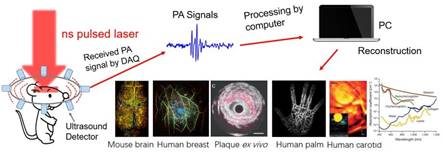 ns pulsed laser
PA Signals
Processing by
computer
PC
Received PA
signal by DAQ
Reconstruction
Ultrasound
Detector
C
Mouse brain
Human breast
Plaque ex vivo
Human palm
Human carotid